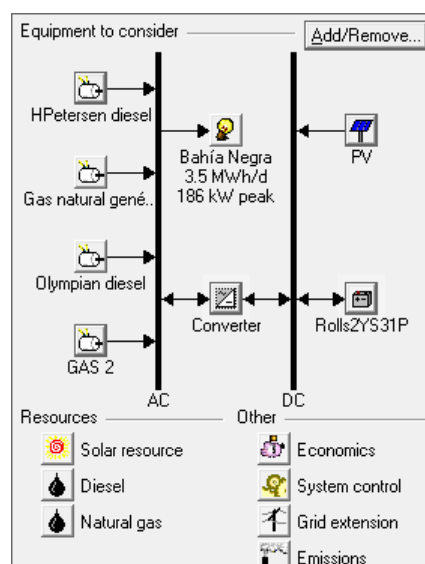 Equipment to consider
Add/Remove...
HPetersen diesel
Bahía Negra
3.5 MWh/d
186 kW peak
PV
Gas natural gené..
Olympian diesel
Converter
Rolls2YS31P
GAS 2
AC
DC
Resources
Other
Solar resource
Economics
Diesel
System control
Natural gas
Grid extension
Emissions